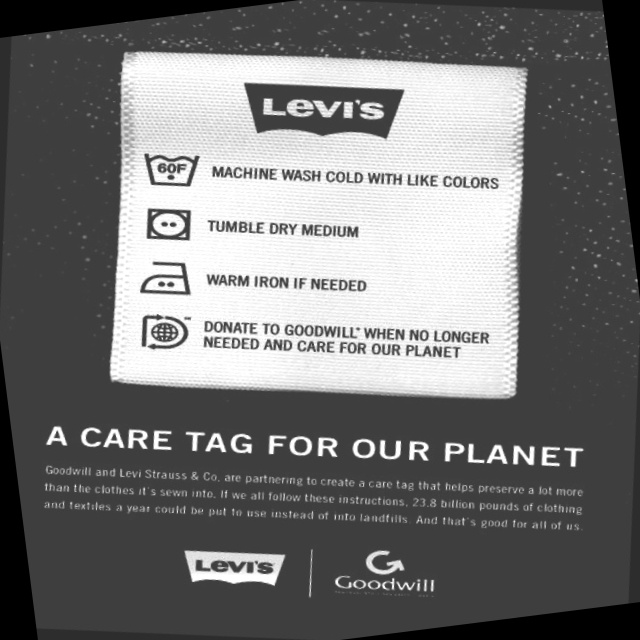 LEVI'S
60F
MACHINE WASH COLD WITH LIKE COLORS
TUMBLE DRY MEDIUM
WARM IRON IF NEEDED
DONATE TO GOODWILL® WHEN NO LONGER
NEEDED AND CARE FOR OUR PLANET
A CARE TAG FOR OUR PLANET
Goodwill and Levi Strauss & Co. are partnering to create a care tag that helps preserve a lot more
than the clothes it's sewn into. If we all follow these instructions, 23.8 billion pounds of clothing
and textiles a year could be put to use instead of into landfills. And that's good for all of us.
LEVI'S
Goodwill